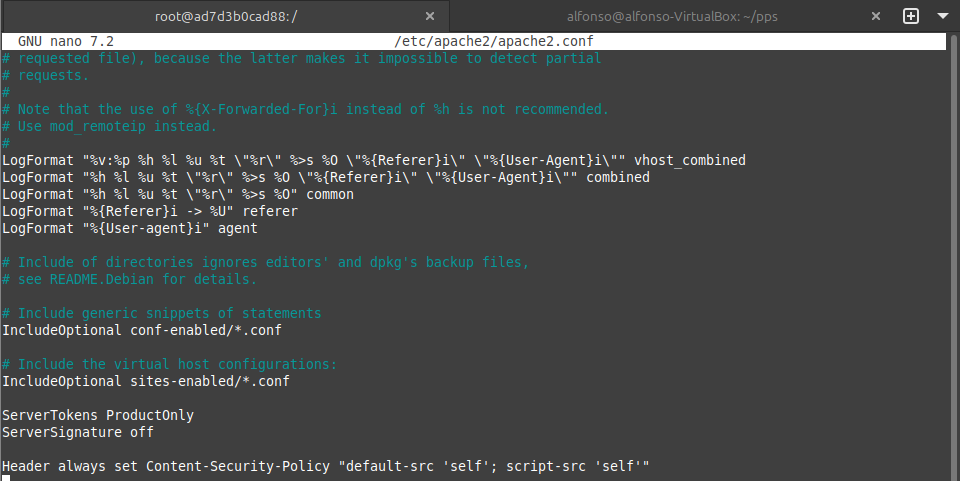 root@ad7d3b0cad88: /
alfonso@alfonso-VirtualBox: ~/pps
GNU nano 7.2 /etc/apache2/apache2.conf
# requested file), because the latter makes it impossible to detect partial
# requests.
#
# Note that the use of %{X-Forwarded-For}i instead of %h is not recommended.
# Use mod_remoteip instead.
#
LogFormat "%v:%p %h %l %u %t \"%r\" %>s %O \"%{Referer}i\" \"%{User-Agent}i\"" vhost_combined
LogFormat "%h %l %u %t \"%r\" %>s %O \"%{Referer}i\" \"%{User-Agent}i\"" combined
LogFormat "%h %l %u %t \"%r\" %>s %O" common
LogFormat "%{Referer}i -> %U" referer
LogFormat "%{User-agent}i" agent
# Include of directories ignores editors' and dpkg's backup files,
# see README.Debian for details.
# Include generic snippets of statements
IncludeOptional conf-enabled/*.conf
# Include the virtual host configurations:
IncludeOptional sites-enabled/*.conf
ServerTokens ProductOnly
ServerSignature off
Header always set Content-Security-Policy "default-src 'self'; script-src 'self'"